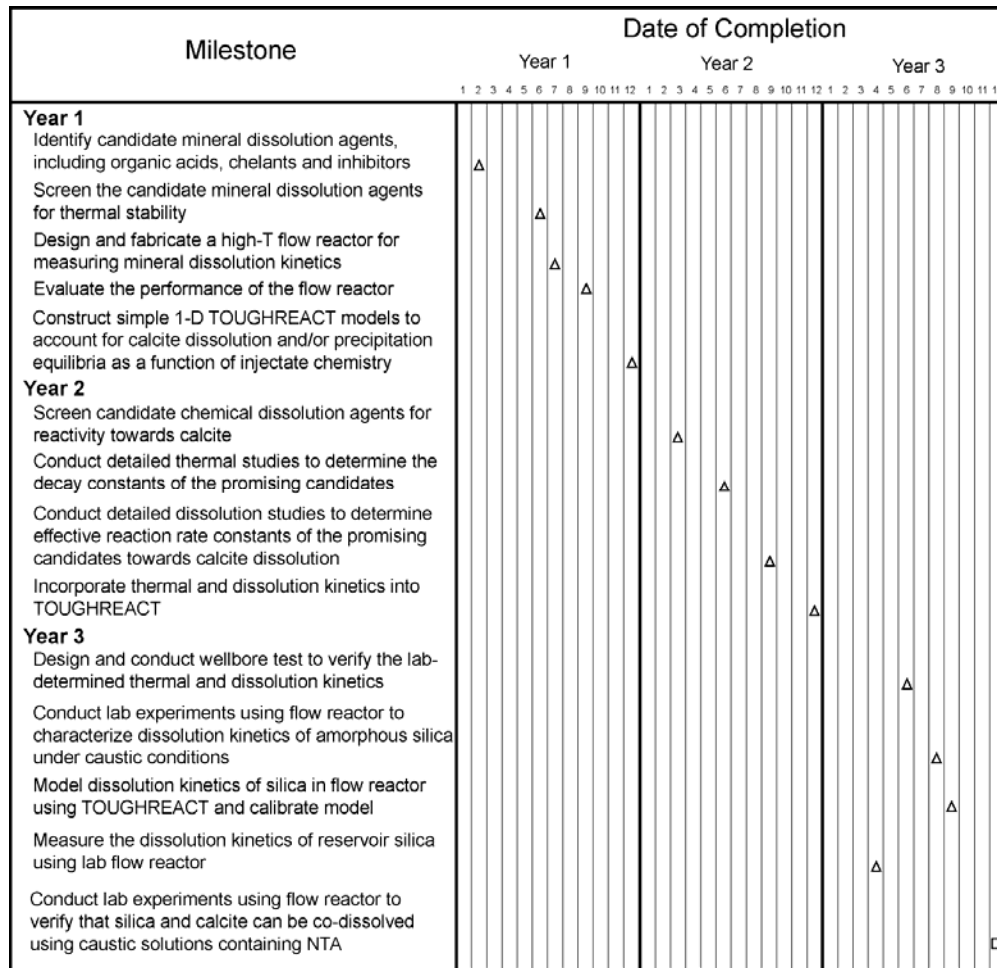 Milestone
Date of Completion
Year 1 Year 2 Year 3
1 2 3 4 5 6 7 8 9 10 11 12 1 2 3 4 5 6 7 8 9 10 11 12 1 2 3 4 5 6 7 8 9 10 11 1
Year 1
Identify candidate mineral dissolution agents,
including organic acids, chelants and inhibitors
Screen the candidate mineral dissolution agents
for thermal stability
Design and fabricate a high-T flow reactor for
measuring mineral dissolution kinetics
Evaluate the performance of the flow reactor
Construct simple 1-D TOUGHREACT models to
account for calcite dissolution and/or precipitation
equilibria as a function of injectate chemistry
Year 2
Screen candidate chemical dissolution agents for
reactivity towards calcite
Conduct detailed thermal studies to determine the
decay constants of the promising candidates
Conduct detailed dissolution studies to determine
effective reaction rate constants of the promising
candidates towards calcite dissolution
Incorporate thermal and dissolution kinetics into
TOUGHREACT
Year 3
Design and conduct wellbore test to verify the lab-
determined thermal and dissolution kinetics
Conduct lab experiments using flow reactor to
characterize dissolution kinetics of amorphous silica
under caustic conditions
Model dissolution kinetics of silica in flow reactor
using TOUGHREACT and calibrate model
Measure the dissolution kinetics of reservoir silica
using lab flow reactor
Conduct lab experiments using flow reactor to
verify that silica and calcite can be co-dissolved
using caustic solutions containing NTA